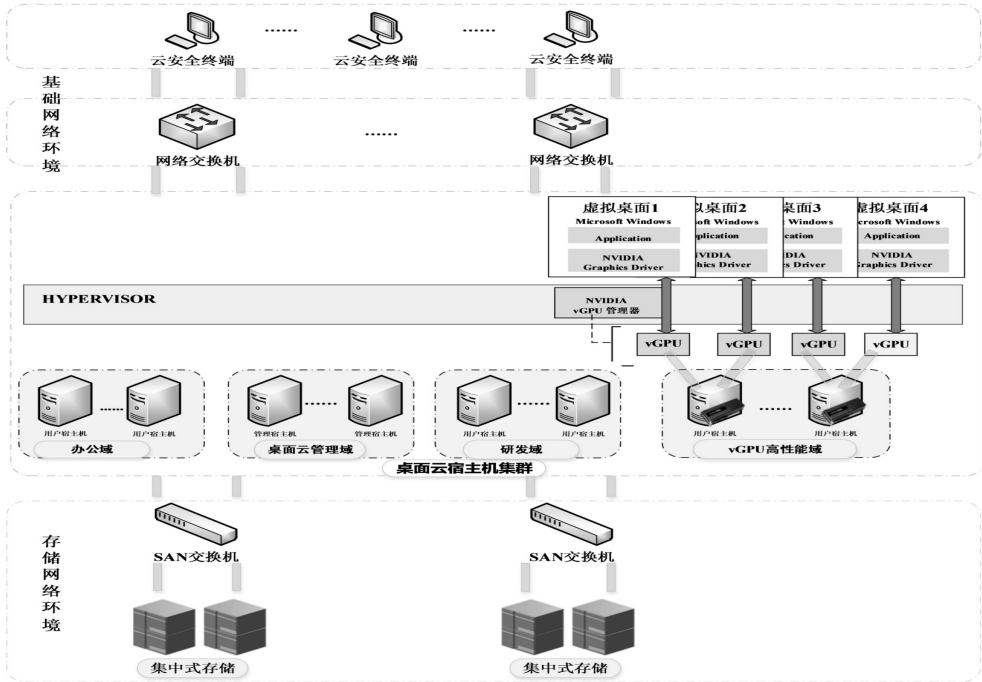 云安全终端
......
云安全终端
......
云安全终端
基础网络环境
网络交换机
......
网络交换机
虚拟桌面1
Microsoft Windows
Application
NVIDIA
Graphics Driver
拟桌面2
soft Windows
pplication
NVIDIA
hics Driver
桌面3
t Windows
ication
IDIA
cs Driver
虚拟桌面4
crosoft Windows
Application
NVIDIA
Graphics Driver
HYPERVISOR
NVIDIA
vGPU 管理器
vGPU
vGPU
vGPU
vGPU
......
用户宿主机
用户宿主机
办公域
......
管理宿主机
管理宿主机
桌面云管理域
......
用户宿主机
用户宿主机
研发域
......
用户宿主机
用户宿主机
vGPU高性能域
桌面云宿主机集群
存储网络环境
SAN交换机
SAN交换机
集中式存储
集中式存储